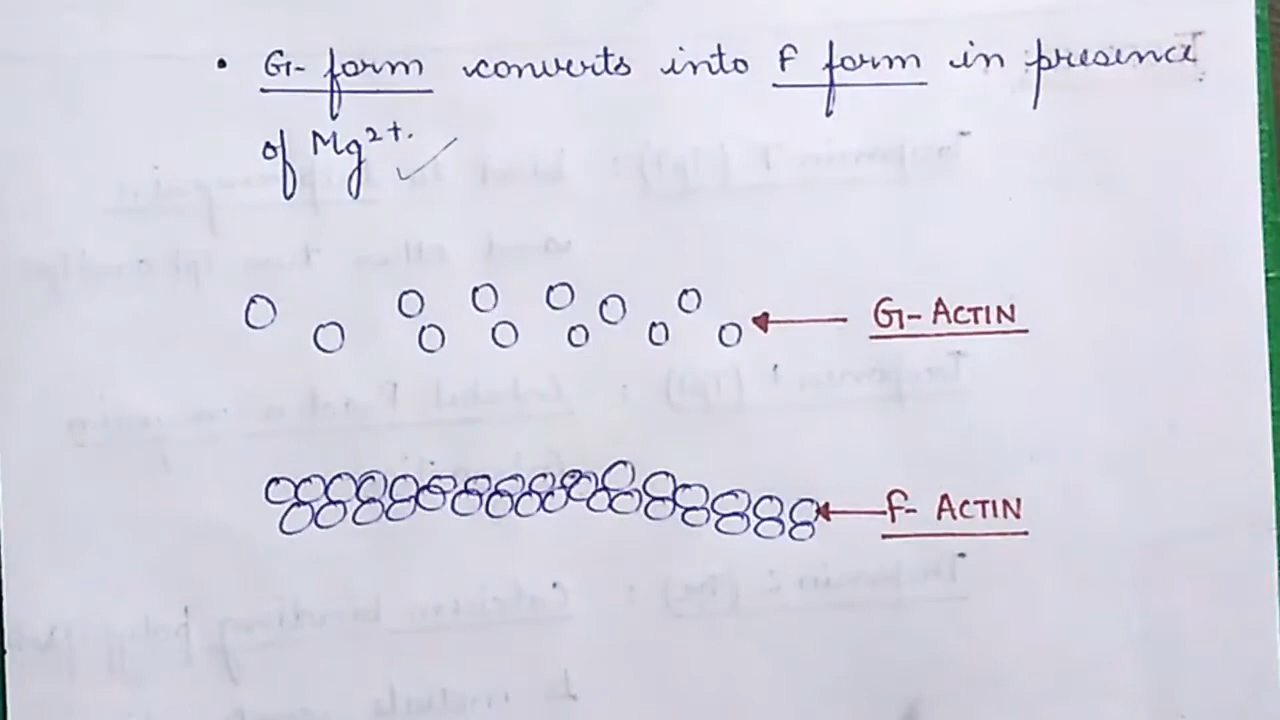 • G- form converts into F form in presence
of Mg²⁺.
G-ACTIN
F-ACTIN